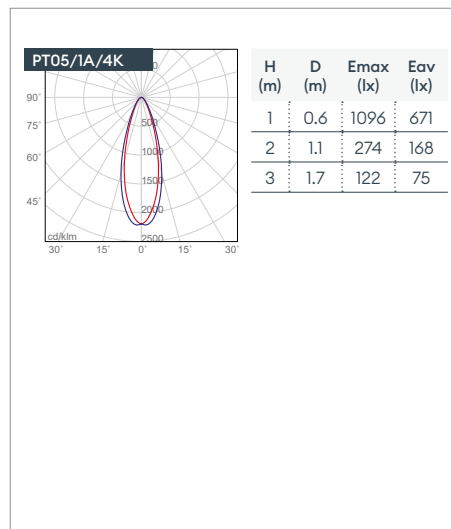 PT05/1A/4K
90°
75°
60°
45°
500
1000
1500
2000
2500
cd/klm
30° 15° 0° 15° 30°
H D Emax Eav
(m) (m) (lx) (lx)
1 0.6 1096 671
2 1.1 274 168
3 1.7 122 75